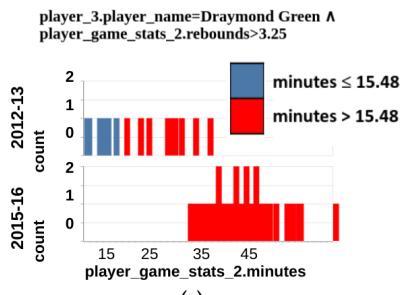 player_3.player_name=Draymond Green ∧
player_game_stats_2.rebounds>3.25
minutes ≤ 15.48
minutes > 15.48
2012-13
count
2
1
0
2015-16
count
2
1
0
15 25 35 45
player_game_stats_2.minutes